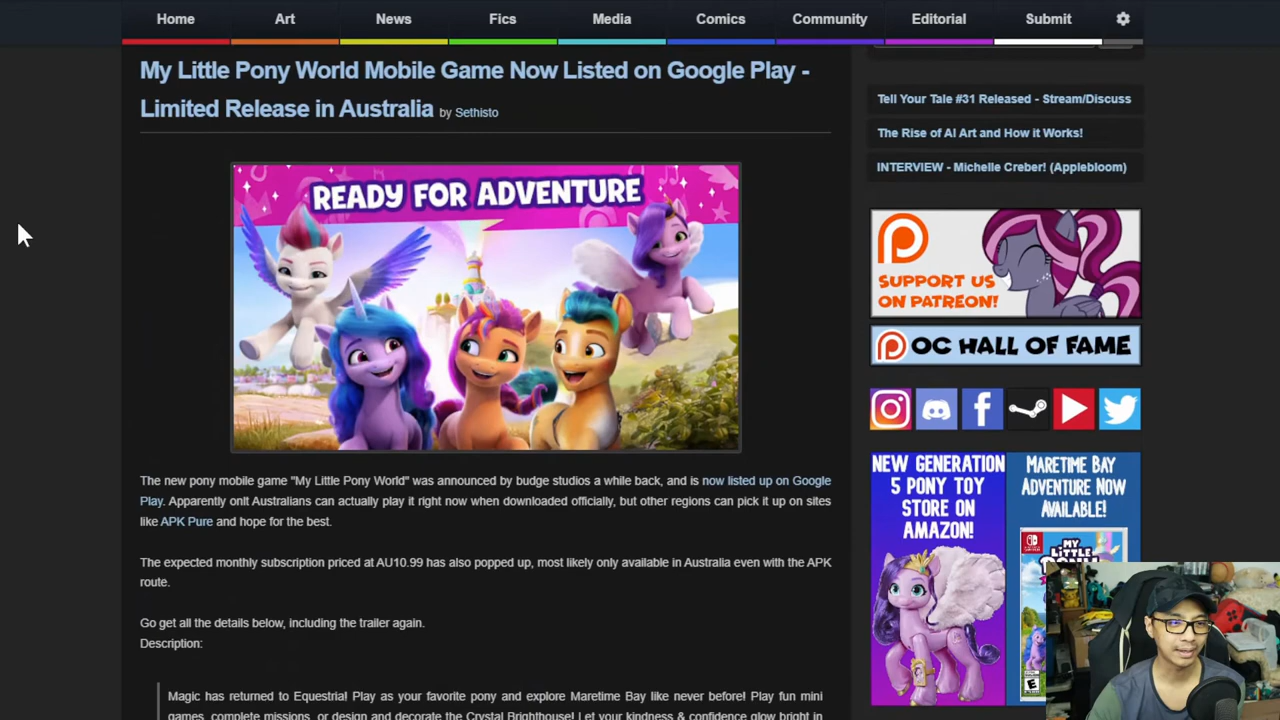 Home Art News Fics Media Comics Community Editorial Submit
My Little Pony World Mobile Game Now Listed on Google Play -
Limited Release in Australia by Sethisto
READY FOR ADVENTURE
The new pony mobile game "My Little Pony World" was announced by budge studios a while back, and is now listed up on Google
Play. Apparently onlt Australians can actually play it right now when downloaded officially, but other regions can pick it up on sites
like APK Pure and hope for the best.
The expected monthly subscription priced at AU10.99 has also popped up, most likely only available in Australia even with the APK
route.
Go get all the details below, including the trailer again.
Description:
Magic has returned to Equestria! Play as your favorite pony and explore Maretime Bay like never before! Play fun mini
games, complete missions, or design and decorate the Crystal Brighthouse! Let your kindness & confidence glow bright in
Tell Your Tale #31 Released - Stream/Discuss
The Rise of AI Art and How it Works!
INTERVIEW - Michelle Creber! (Applebloom)
SUPPORT US
ON PATREON!
OC HALL OF FAME
NEW GENERATION
5 PONY TOY
STORE ON
AMAZON!
MARETIME BAY
ADVENTURE NOW
AVAILABLE!
MY
LITTLE